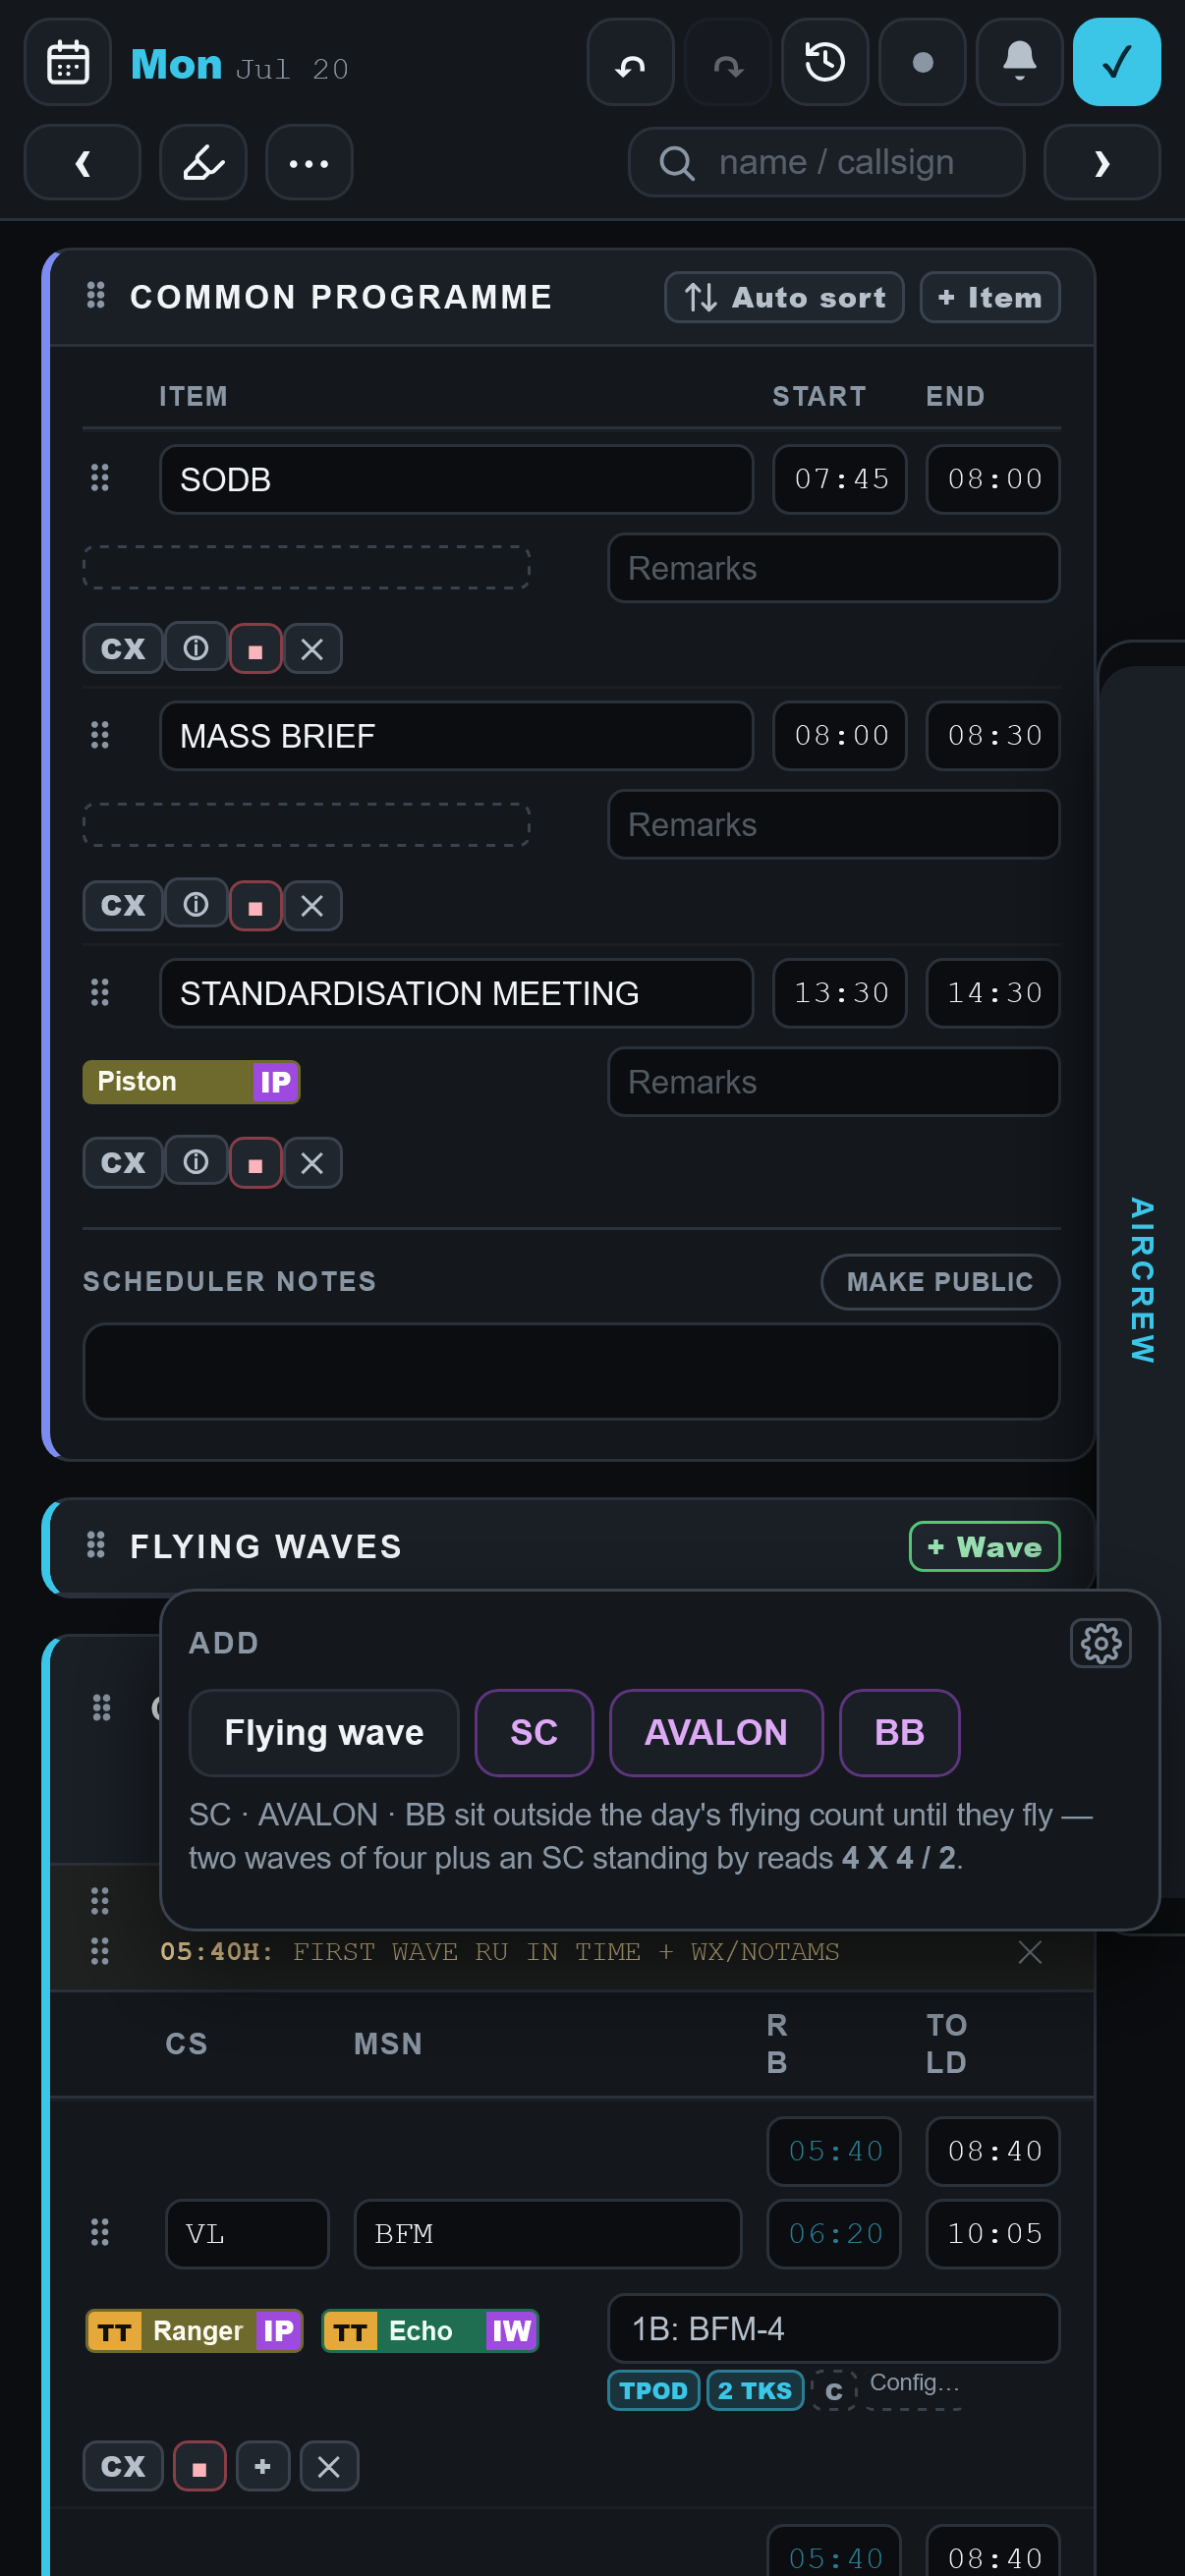 Mon Jul 20
name / callsign
COMMON PROGRAMME
Auto sort
+ Item
ITEM START END
SODB 07:45 08:00
Remarks
CX
MASS BRIEF 08:00 08:30
Remarks
CX
STANDARDISATION MEETING 13:30 14:30
Piston IP Remarks
CX
SCHEDULER NOTES MAKE PUBLIC
AIRCREW
FLYING WAVES + Wave
ADD
Flying wave SC AVALON BB
SC · AVALON · BB sit outside the day's flying count until they fly —
two waves of four plus an SC standing by reads 4 X 4 / 2.
05:40H: FIRST WAVE RU IN TIME + WX/NOTAMS
CS MSN R TO
B LD
05:40 08:40
VL BFM 06:20 10:05
TT Ranger IP TT Echo IW 1B: BFM-4
TPOD 2 TKS C Config...
CX +
05:40 08:40